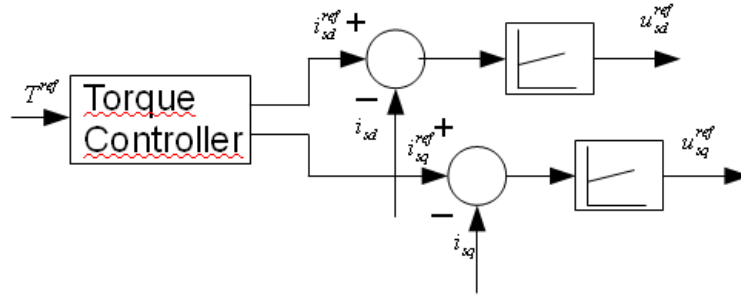 T^ref
Torque
Controller
i_sd^ref +
−
i_sd
u_sd^ref
i_sq^ref +
−
i_sq
u_sq^ref